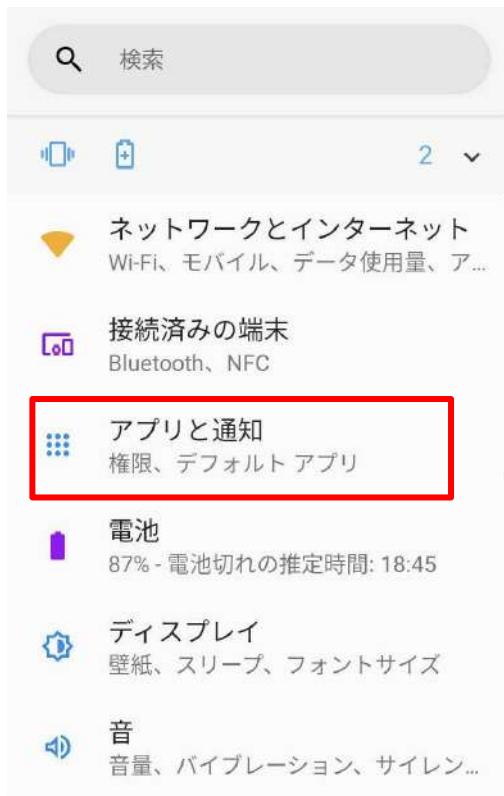 検索
2
ネットワークとインターネット
Wi-Fi、モバイル、データ使用量、ア...
接続済みの端末
Bluetooth、NFC
アプリと通知
権限、デフォルト アプリ
電池
87% - 電池切れの推定時間: 18:45
ディスプレイ
壁紙、スリープ、フォントサイズ
音
音量、バイブレーション、サイレン...